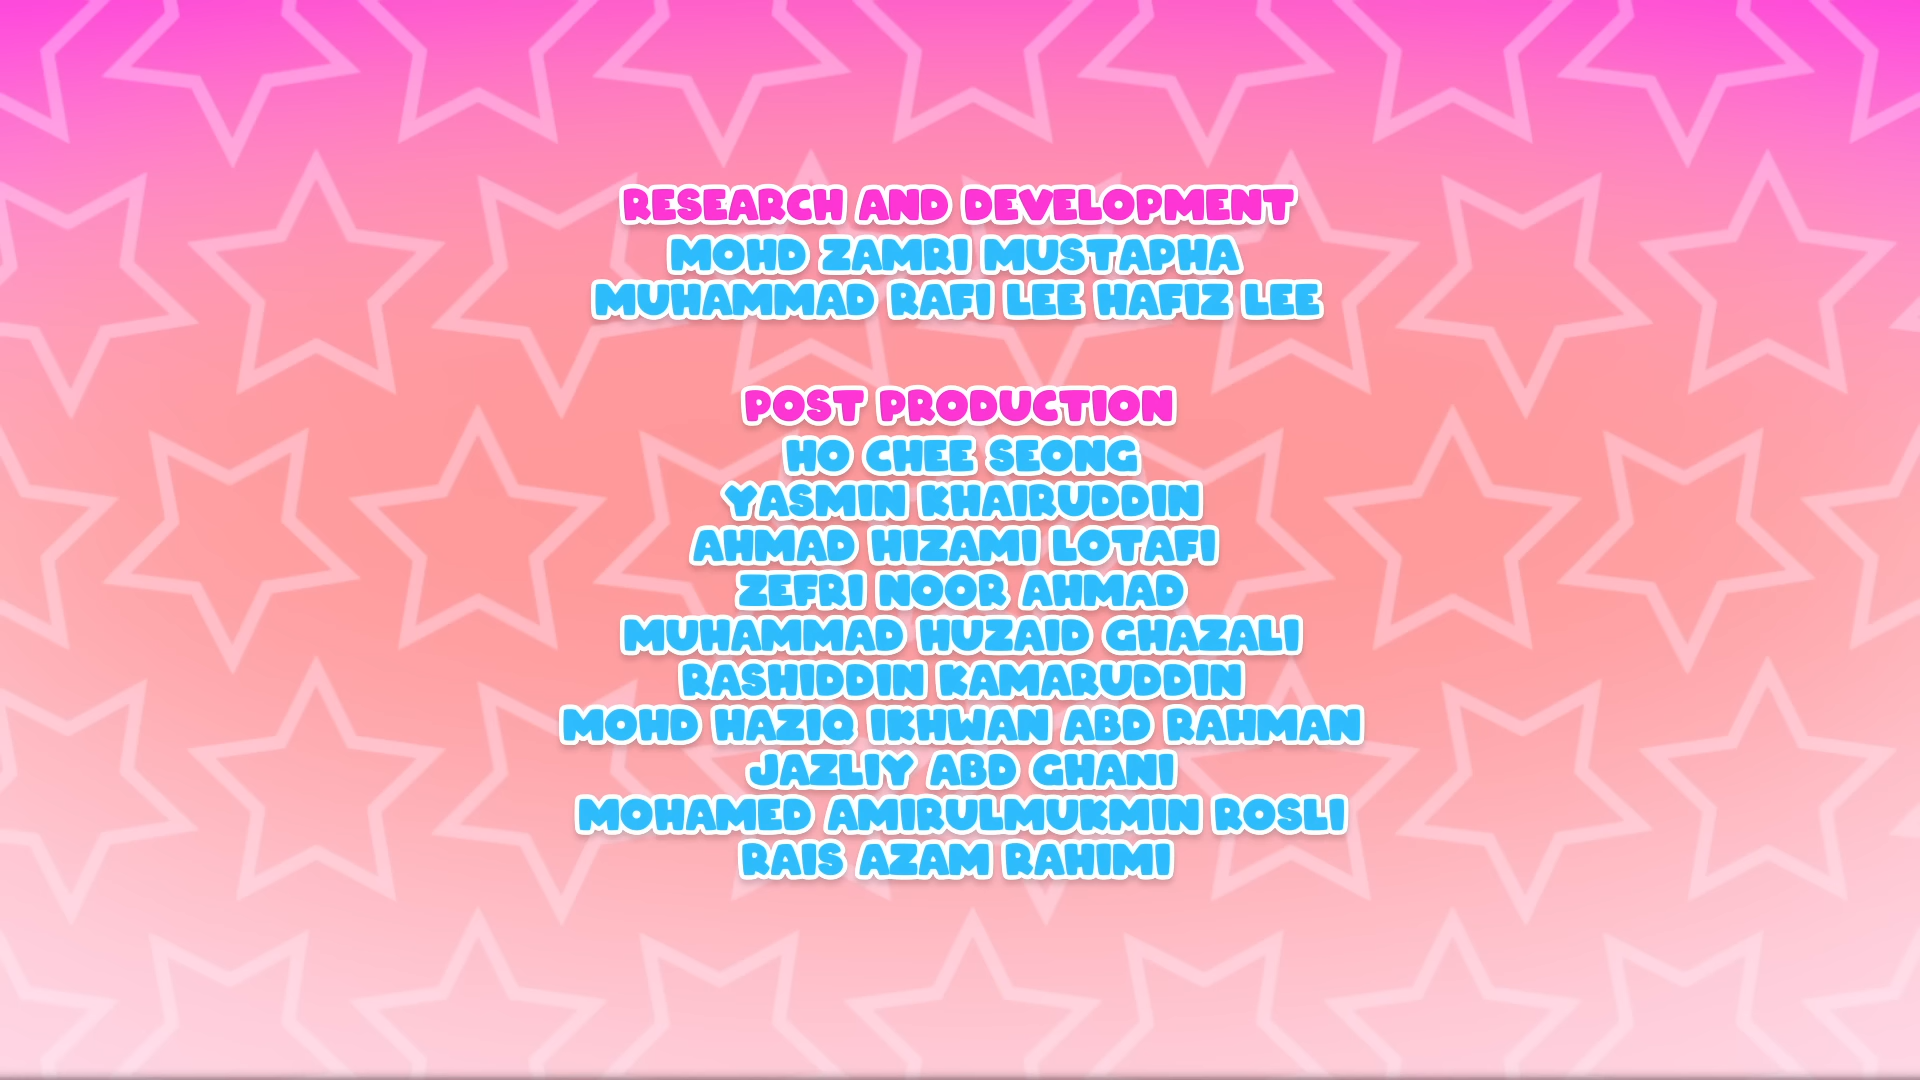 RESEARCH AND DEVELOPMENT
MOHD ZAMRI MUSTAPHA
MUHAMMAD RAFI LEE HAFIZ LEE
POST PRODUCTION
HO CHEE SEONG
YASMIN KHAIRUDDIN
AHMAD HIZAMI LOTAFI
ZEFRI NOOR AHMAD
MUHAMMAD HUZAID GHAZALI
RASHIDDIN KAMARUDDIN
MOHD HAZIQ IKHWAN ABD RAHMAN
JAZLIY ABD GHANI
MOHAMED AMIRULMUKMIN ROSLI
RAIS AZAM RAHIMI